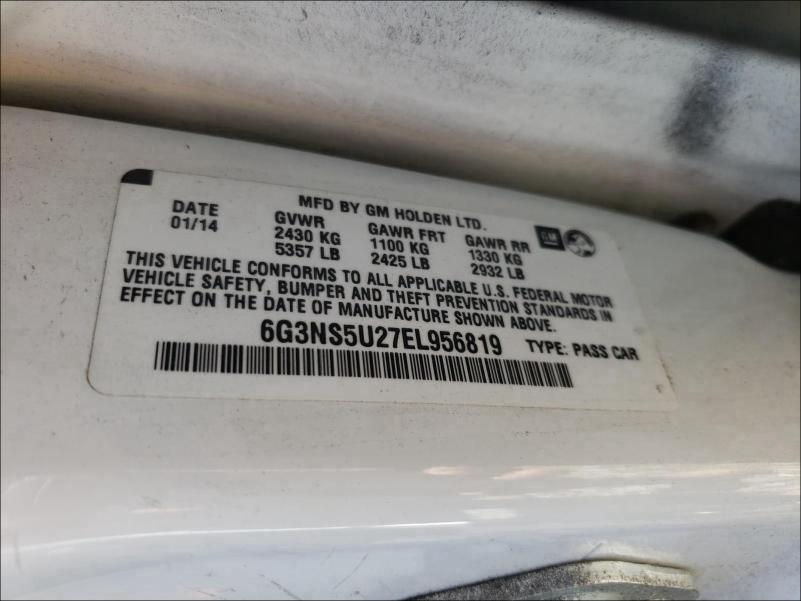 MFD BY GM HOLDEN LTD.
DATE GVWR GAWR FRT GAWR RR GM
01/14 2430 KG 1100 KG 1330 KG
5357 LB 2425 LB 2932 LB
THIS VEHICLE CONFORMS TO ALL APPLICABLE U.S. FEDERAL MOTOR
VEHICLE SAFETY, BUMPER AND THEFT PREVENTION STANDARDS IN
EFFECT ON THE DATE OF MANUFACTURE SHOWN ABOVE.
6G3NS5U27EL956819 TYPE: PASS CAR